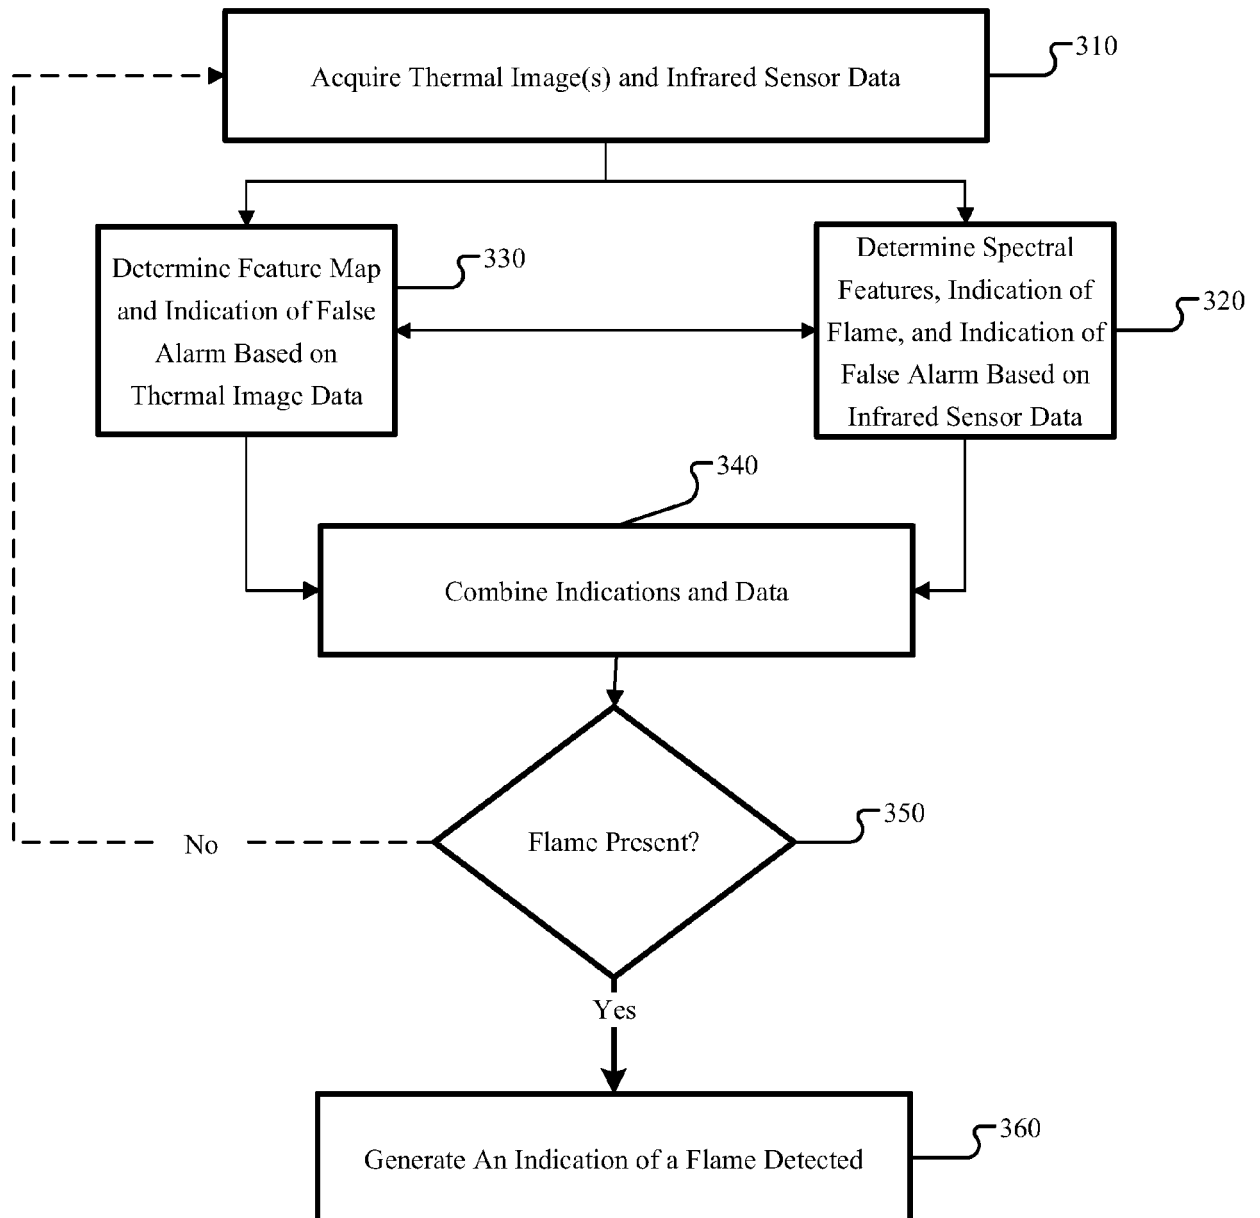 310
Acquire Thermal Image(s) and Infrared Sensor Data
330
Determine Feature Map
and Indication of False
Alarm Based on
Thermal Image Data
Determine Spectral
Features, Indication of
Flame, and Indication of
False Alarm Based on
Infrared Sensor Data
320
340
Combine Indications and Data
350
Flame Present?
No
Yes
360
Generate An Indication of a Flame Detected